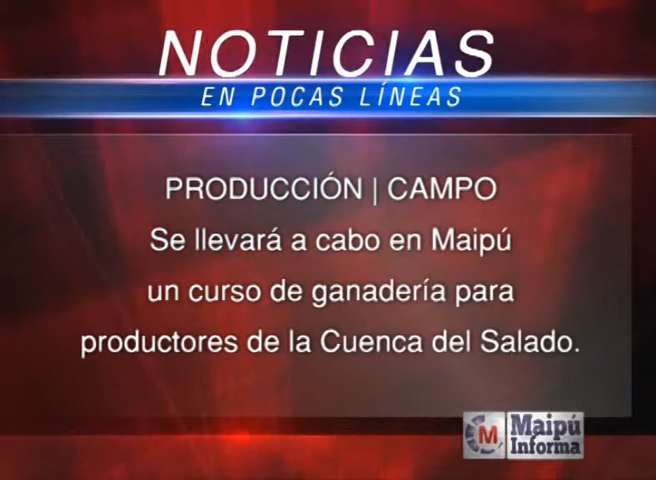 NOTICIAS
EN POCAS LÍNEAS
PRODUCCIÓN | CAMPO
Se llevará a cabo en Maipú
un curso de ganadería para
productores de la Cuenca del Salado.
M
Maipú
Informa